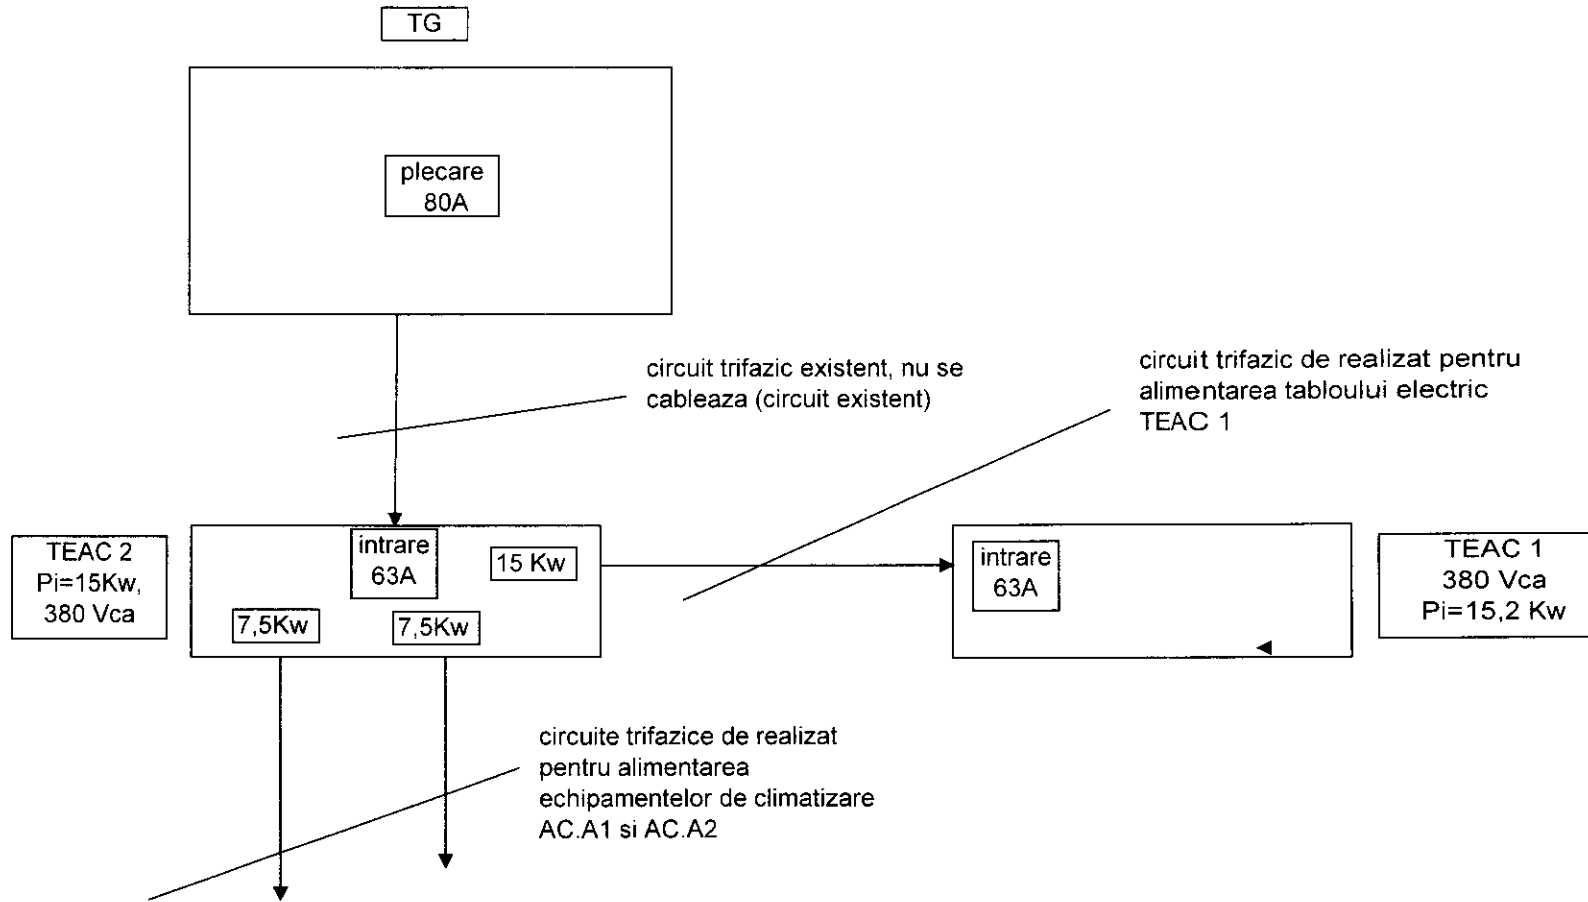 TG
plecare
80A
circuit trifazic existent, nu se
cableaza (circuit existent)
circuit trifazic de realizat pentru
alimentarea tabloului electric
TEAC 1
TEAC 2
Pi=15Kw,
380 Vca
intrare
63A
15 Kw
7,5Kw
7,5Kw
intrare
63A
TEAC 1
380 Vca
Pi=15,2 Kw
circuite trifazice de realizat
pentru alimentarea
echipamentelor de climatizare
AC.A1 si AC.A2